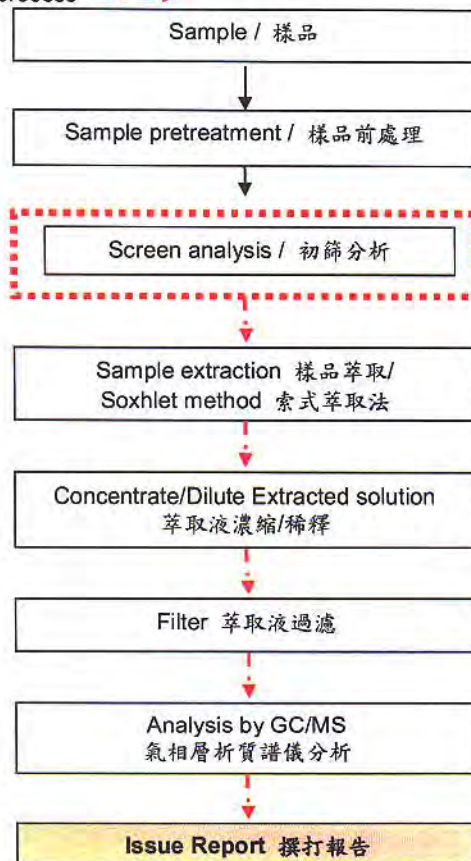 Sample / 樣品
Sample pretreatment / 樣品前處理
Screen analysis / 初篩分析
Sample extraction 樣品萃取/
Soxhlet method 索式萃取法
Concentrate/Dilute Extracted solution
萃取液濃縮/稀釋
Filter 萃取液過濾
Analysis by GC/MS
氣相層析質譜儀分析
Issue Report 撰打報告